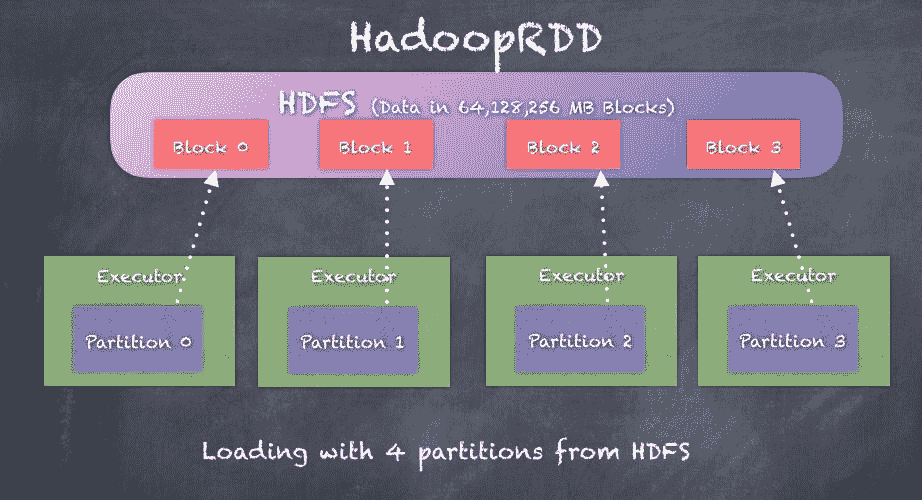 HadoopRDD
HDFS (Data in 64,128,256 MB Blocks)
Block 0
Block 1
Block 2
Block 3
Executor
Executor
Executor
Executor
Partition 0
Partition 1
Partition 2
Partition 3
Loading with 4 partitions from HDFS